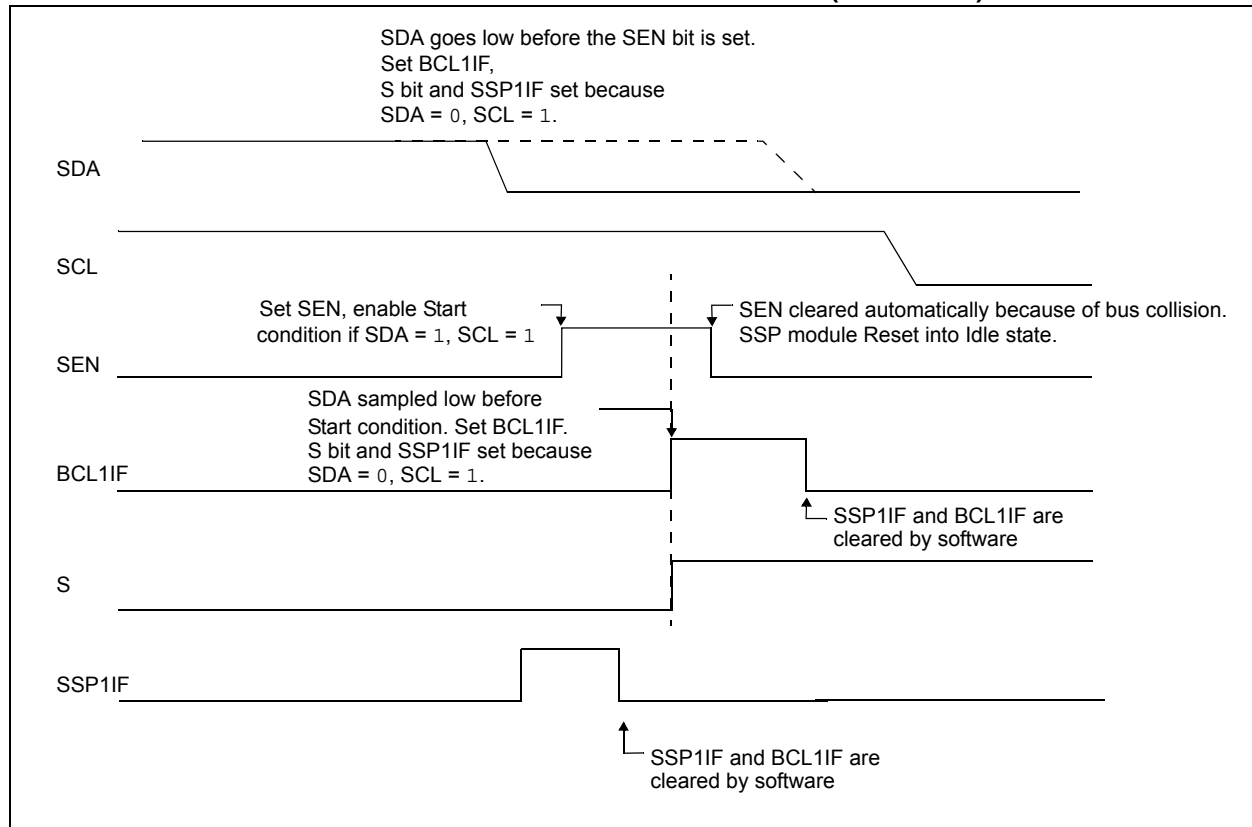 SDA goes low before the SEN bit is set.
Set BCL1IF,
S bit and SSP1IF set because
SDA = 0, SCL = 1.
SDA
SCL
Set SEN, enable Start
condition if SDA = 1, SCL = 1
SEN cleared automatically because of bus collision.
SSP module Reset into Idle state.
SEN
SDA sampled low before
Start condition. Set BCL1IF.
S bit and SSP1IF set because
SDA = 0, SCL = 1.
BCL1IF
SSP1IF and BCL1IF are
cleared by software
S
SSP1IF
SSP1IF and BCL1IF are
cleared by software